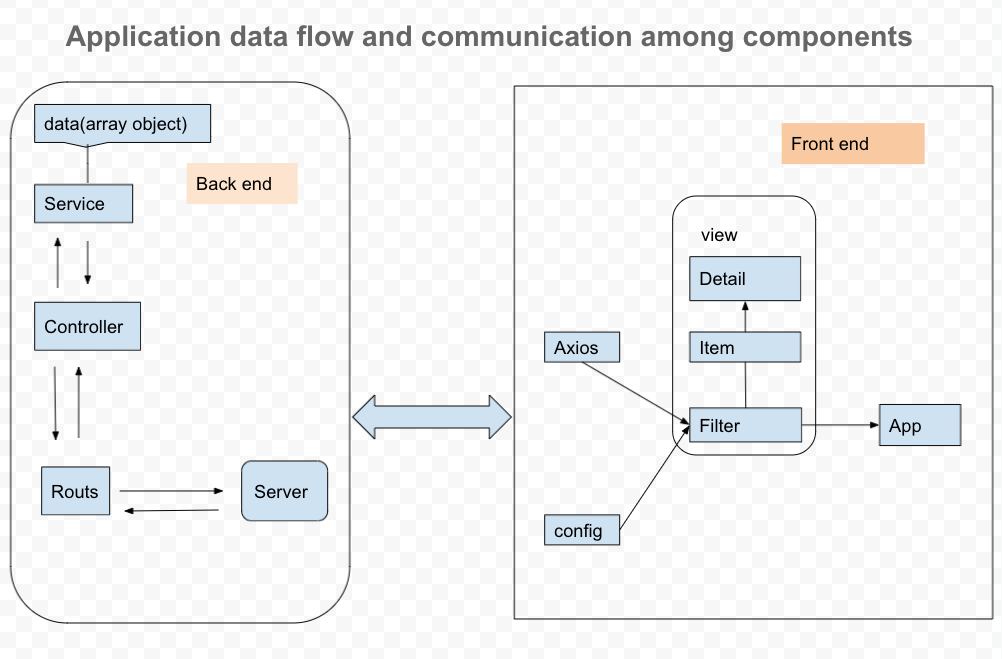 Application data flow and communication among components
data(array object)
Back end
Service
Controller
Routs
Server
Front end
view
Detail
Axios
Item
Filter
App
config